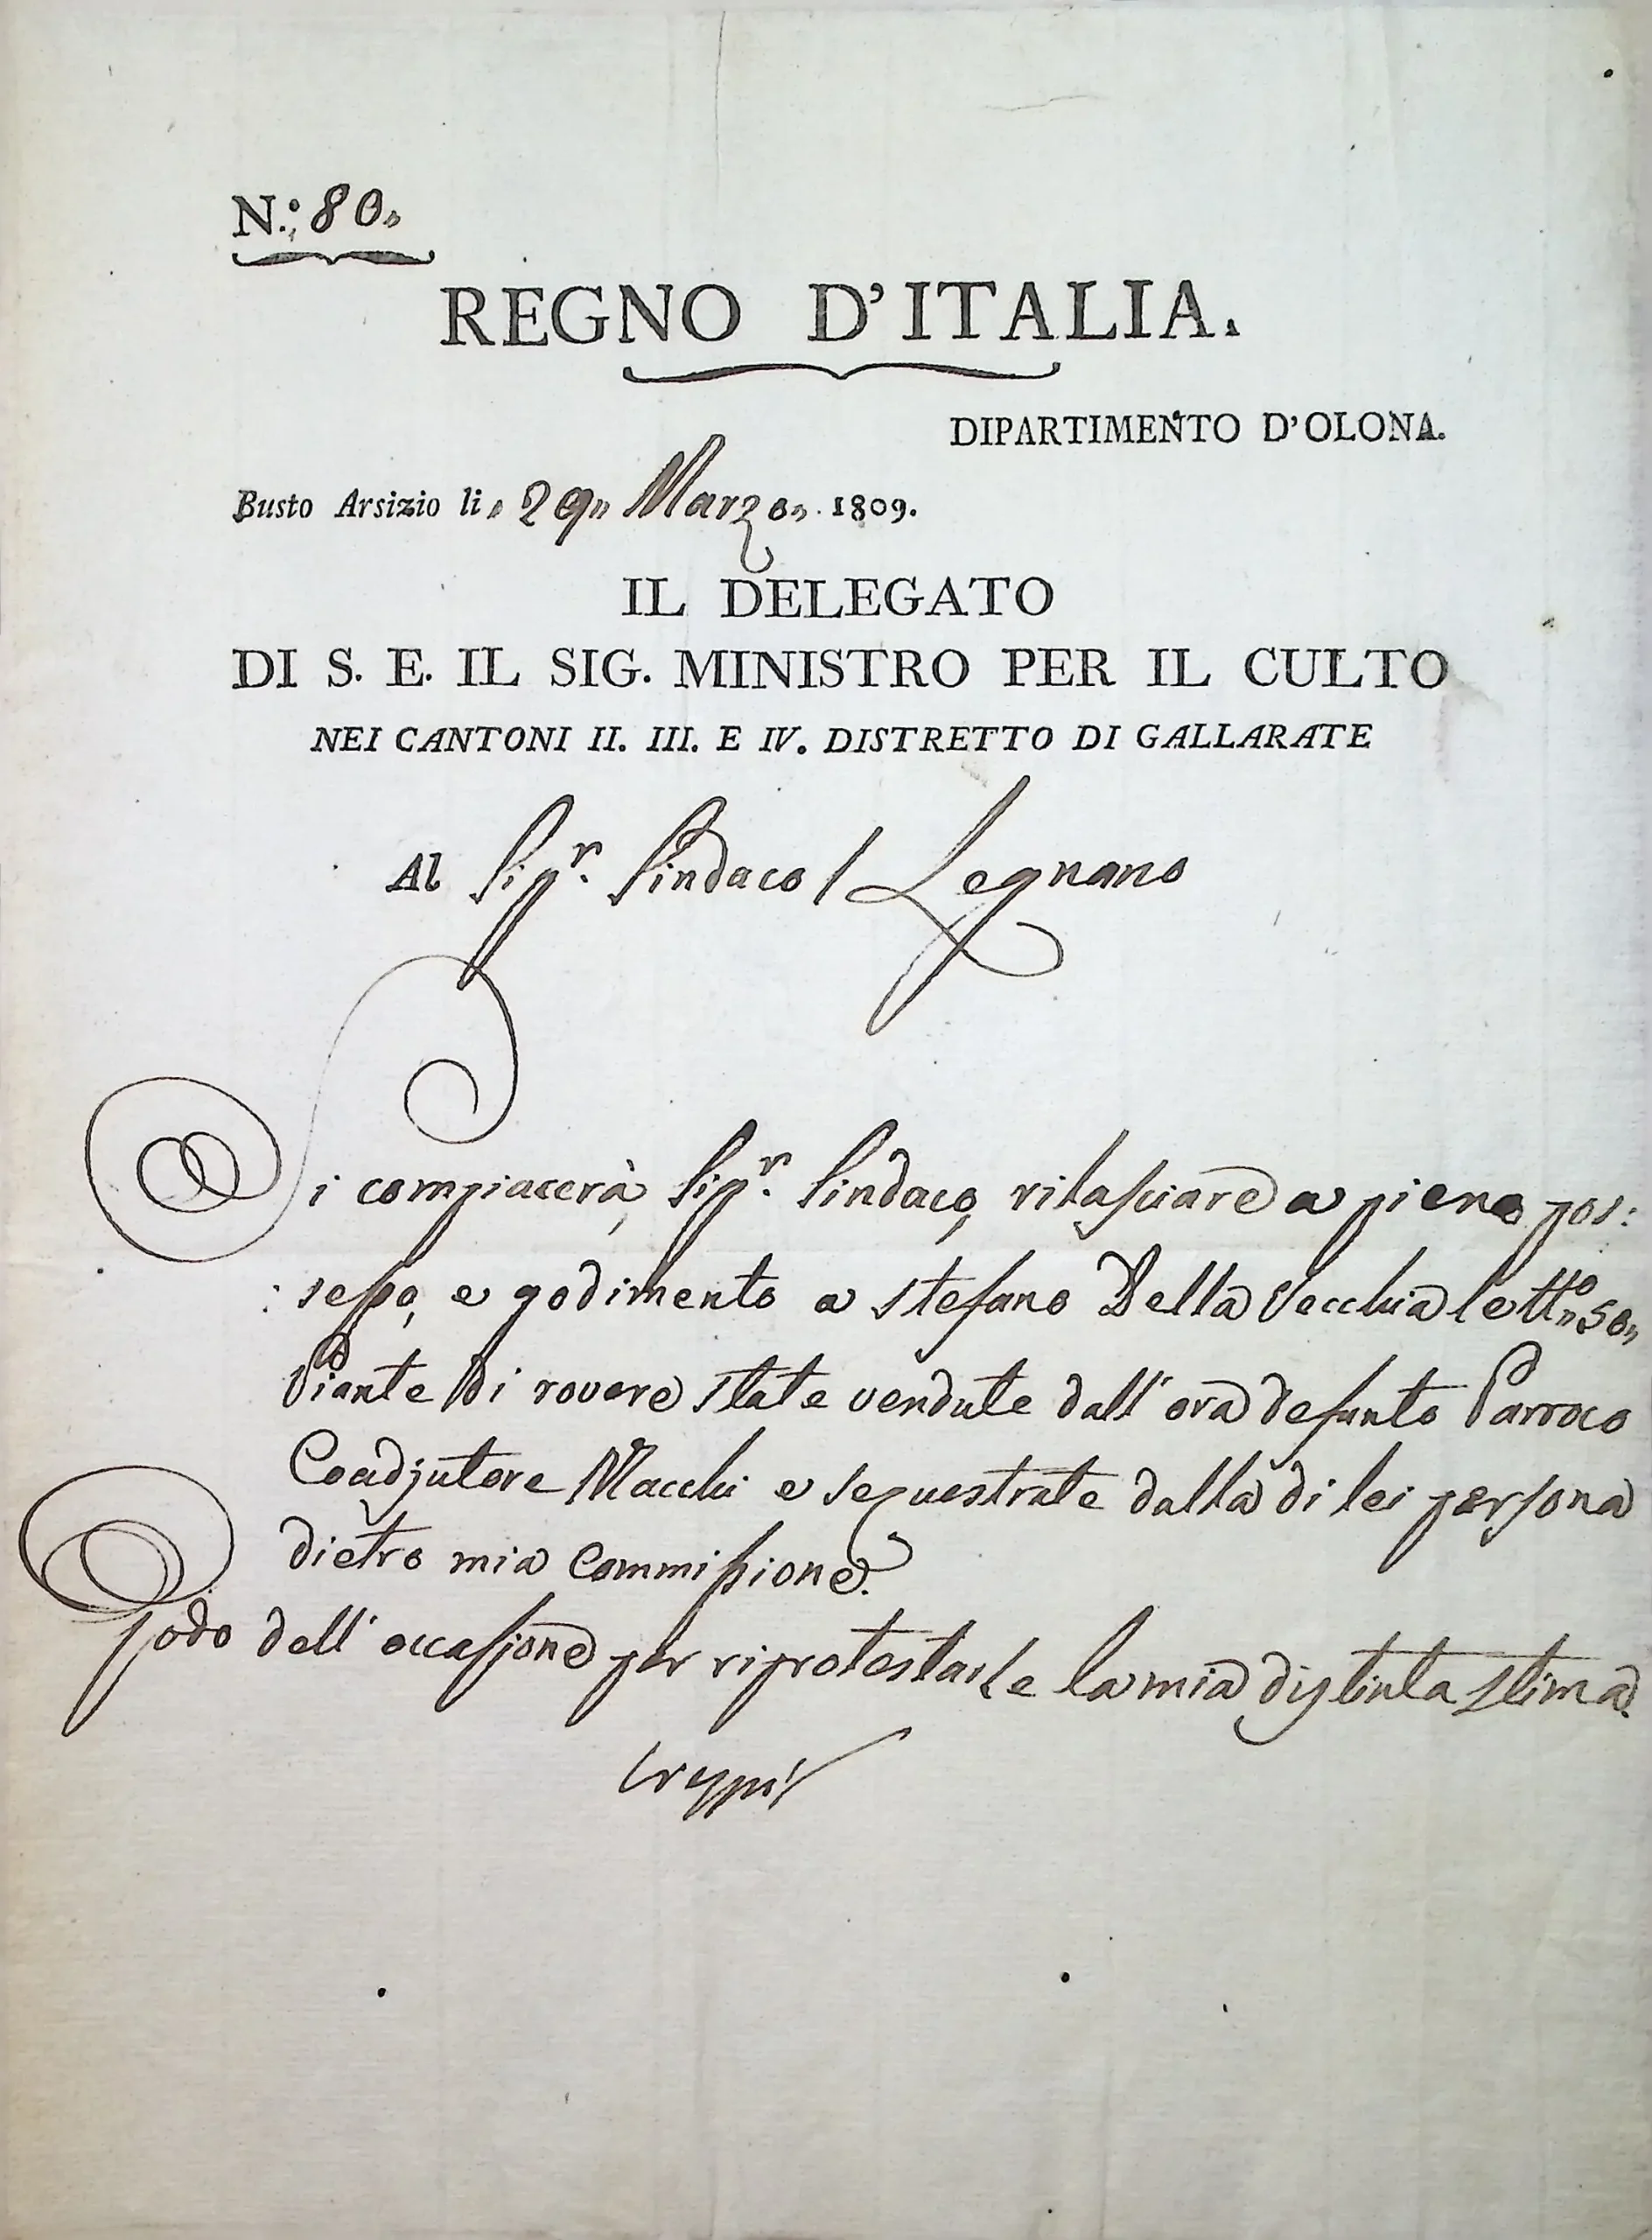 N.° 80.
REGNO D'ITALIA.
DIPARTIMENTO D'OLONA.
Busto Arsizio li 29 Marzo 1809.
IL DELEGATO
DI S. E. IL SIG. MINISTRO PER IL CULTO
NEI CANTONI II. III. E IV. DISTRETTO DI GALLARATE
Al Sigr. Sindaco / Legnano
Si compiacerà, Sigr. Sindaco, rilasciare a pieno pos:
:sesso, e godimento a Stefano Della Vecchia le 50
Piante di rovere state vendute dall'ora defunto Parroco
Coadjutore Macchi e sequestrate dalla di lei persona
dietro mia Commissione.
Godo dell'occasione per riprotestarle la mia distinta stima.
Creppi